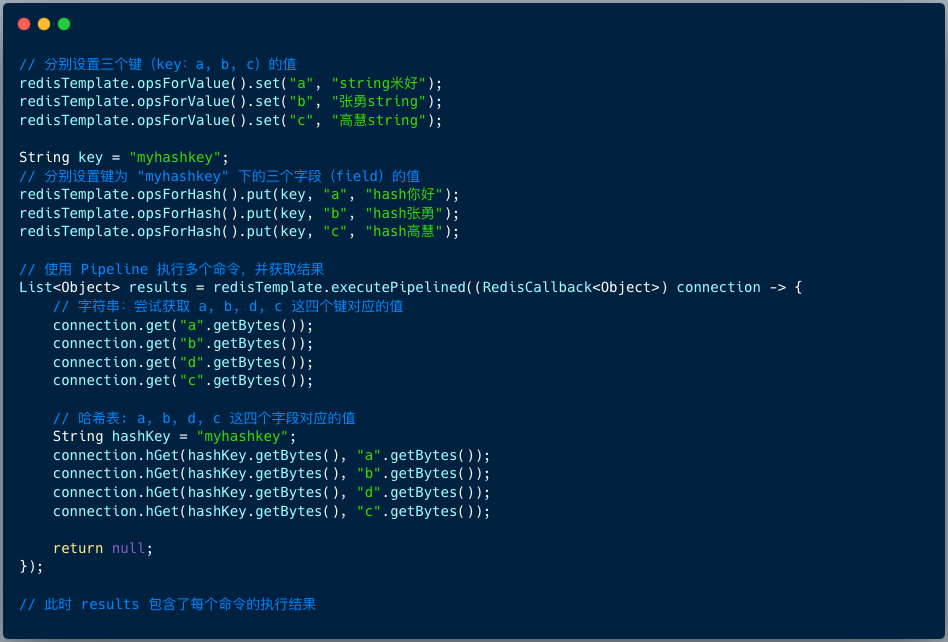 // 分别设置三个键（key：a, b, c）的值
redisTemplate.opsForValue().set("a", "string米好");
redisTemplate.opsForValue().set("b", "张勇string");
redisTemplate.opsForValue().set("c", "高慧string");
String key = "myhashkey";
// 分别设置键为 "myhashkey" 下的三个字段（field）的值
redisTemplate.opsForHash().put(key, "a", "hash你好");
redisTemplate.opsForHash().put(key, "b", "hash张勇");
redisTemplate.opsForHash().put(key, "c", "hash高慧");
// 使用 Pipeline 执行多个命令，并获取结果
List<Object> results = redisTemplate.executePipelined((RedisCallback<Object>) connection -> {
    // 字符串：尝试获取 a, b, d, c 这四个键对应的值
    connection.get("a".getBytes());
    connection.get("b".getBytes());
    connection.get("d".getBytes());
    connection.get("c".getBytes());
    // 哈希表: a, b, d, c 这四个字段对应的值
    String hashKey = "myhashkey";
    connection.hGet(hashKey.getBytes(), "a".getBytes());
    connection.hGet(hashKey.getBytes(), "b".getBytes());
    connection.hGet(hashKey.getBytes(), "d".getBytes());
    connection.hGet(hashKey.getBytes(), "c".getBytes());
    return null;
});
// 此时 results 包含了每个命令的执行结果